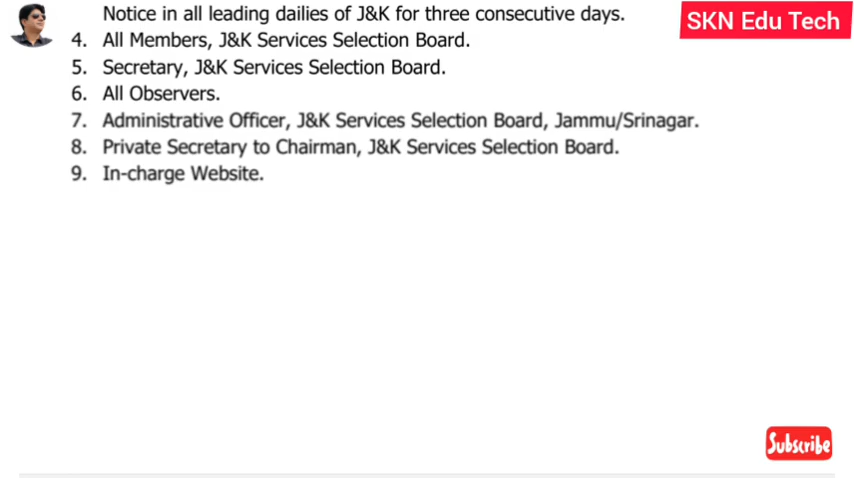 Notice in all leading dailies of J&K for three consecutive days.
SKN Edu Tech
4. All Members, J&K Services Selection Board.
5. Secretary, J&K Services Selection Board.
6. All Observers.
7. Administrative Officer, J&K Services Selection Board, Jammu/Srinagar.
8. Private Secretary to Chairman, J&K Services Selection Board.
9. In-charge Website.
Subscribe